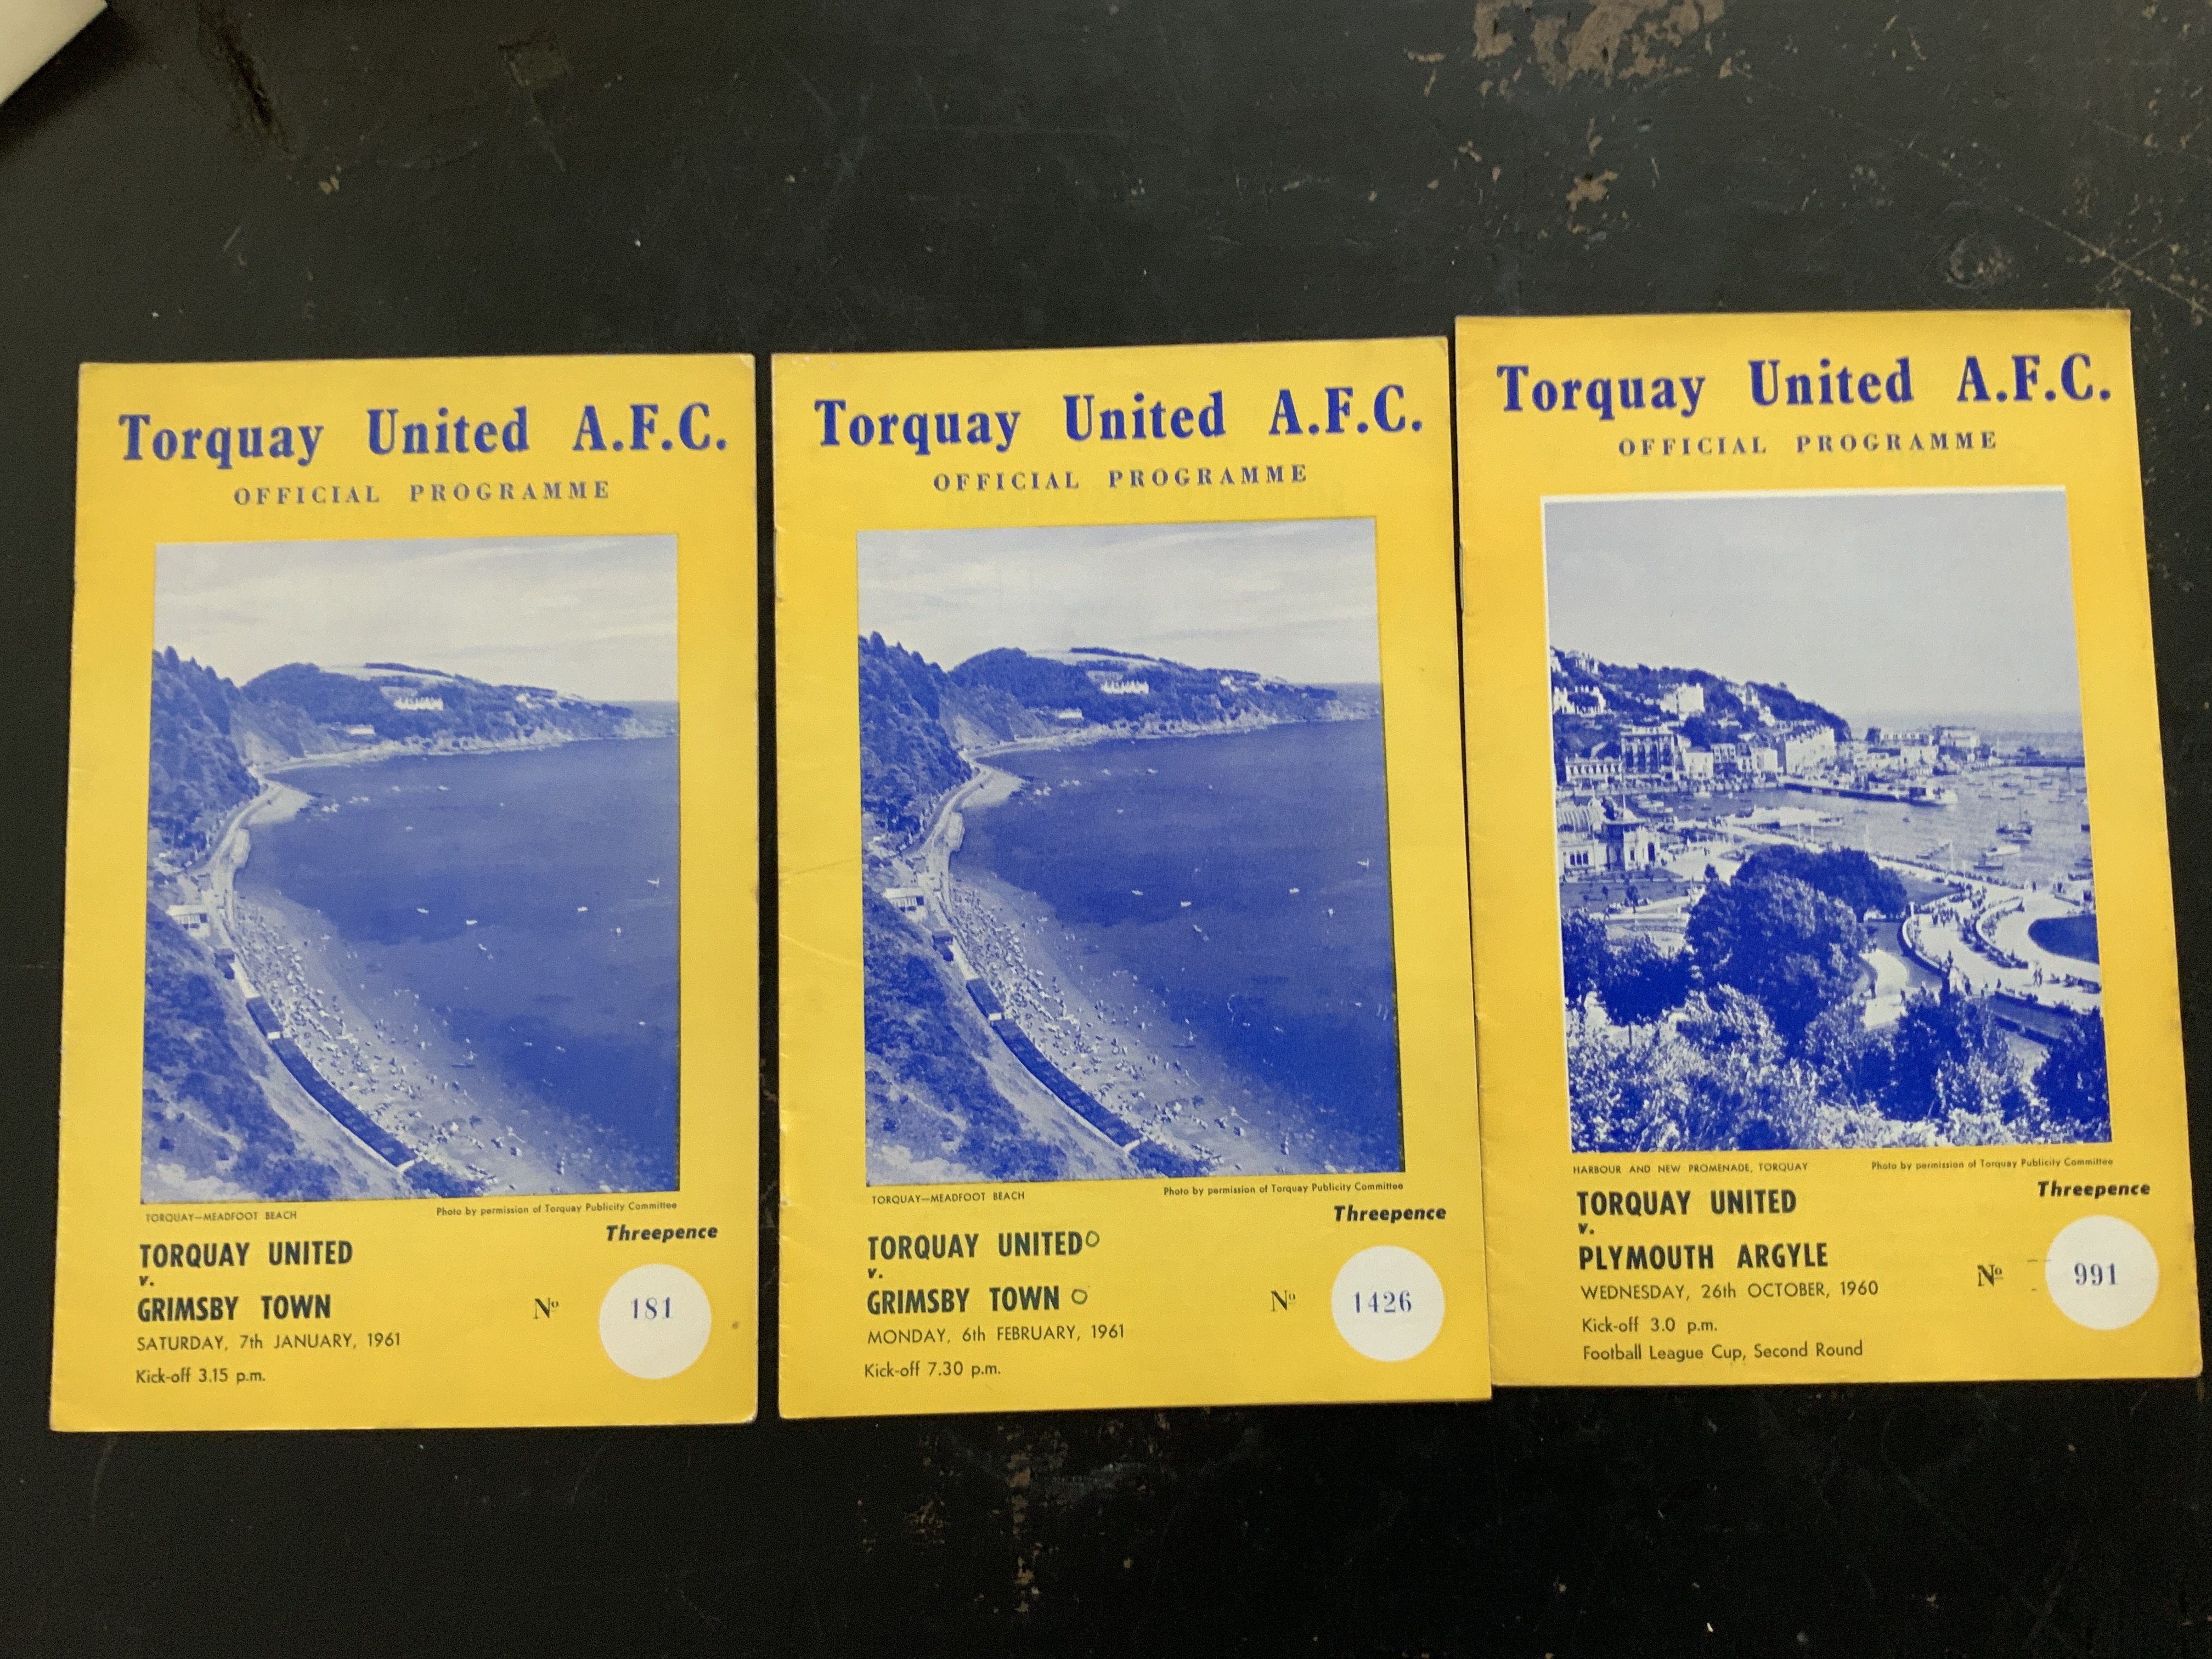 Torquay United A.F.C.
OFFICIAL PROGRAMME
TORQUAY—MEADFOOT BEACH
Photo by permission of Torquay Publicity Committee
Threepence
TORQUAY UNITED
v.
GRIMSBY TOWN
Nº 181
SATURDAY, 7th JANUARY, 1961
Kick-off 3.15 p.m.
Torquay United A.F.C.
OFFICIAL PROGRAMME
TORQUAY—MEADFOOT BEACH
Photo by permission of Torquay Publicity Committee
Threepence
TORQUAY UNITED 0
v.
GRIMSBY TOWN 0
Nº 1426
MONDAY, 6th FEBRUARY, 1961
Kick-off 7.30 p.m.
Torquay United A.F.C.
OFFICIAL PROGRAMME
HARBOUR AND NEW PROMENADE, TORQUAY
Photo by permission of Torquay Publicity Committee
Threepence
TORQUAY UNITED
v.
PLYMOUTH ARGYLE
Nº 991
WEDNESDAY, 26th OCTOBER, 1960
Kick-off 3.0 p.m.
Football League Cup, Second Round